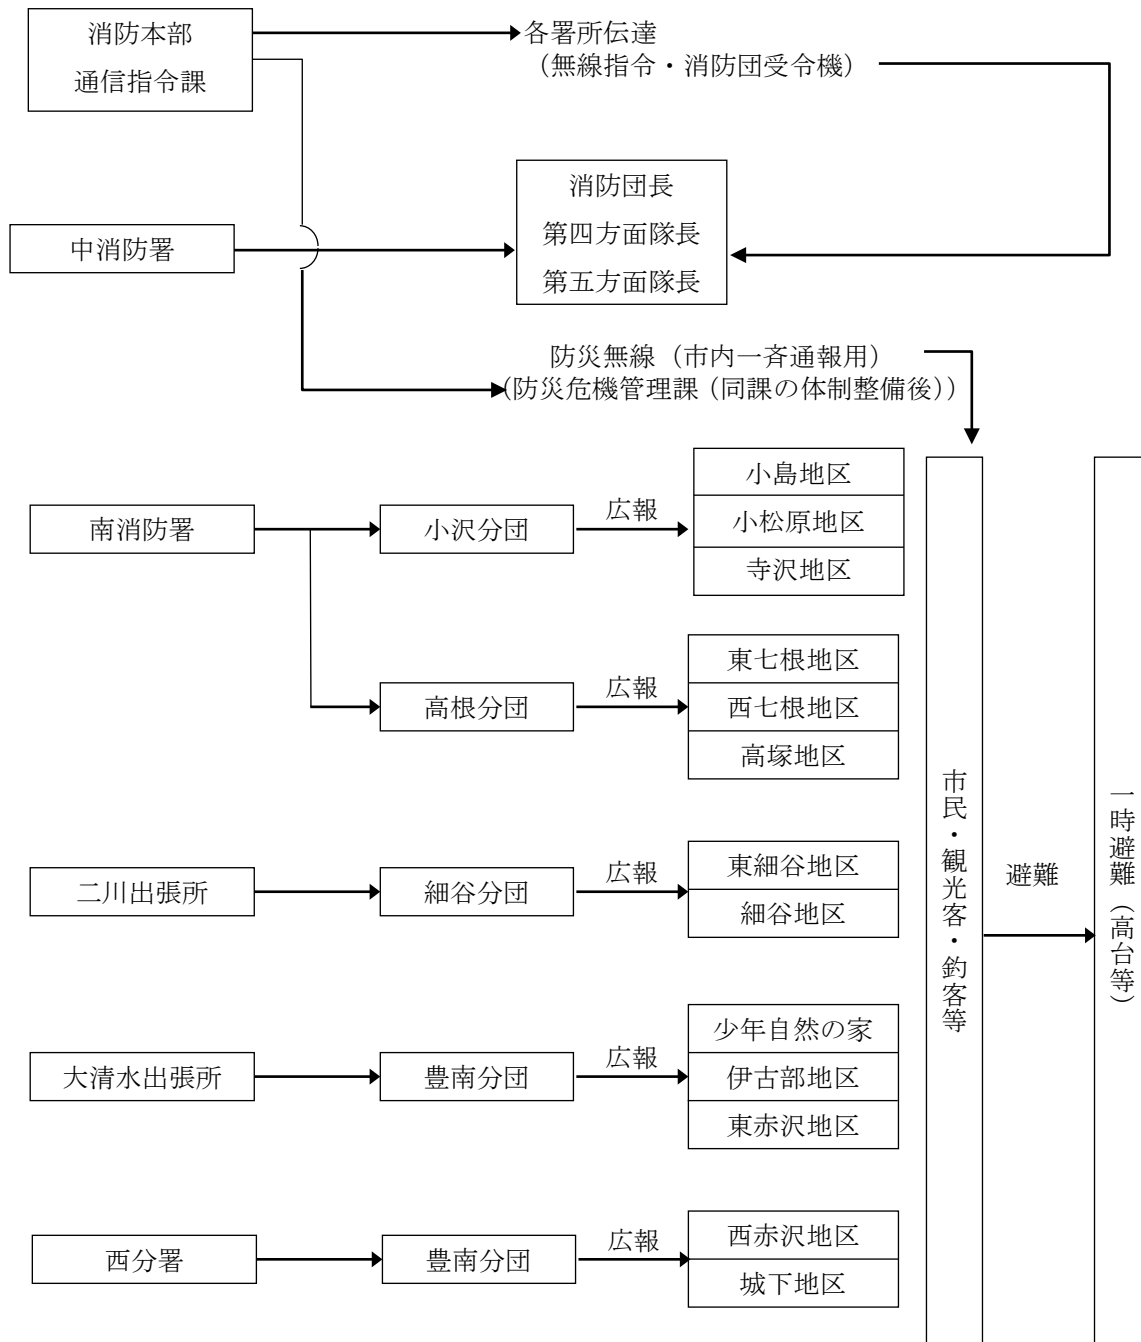 消防本部
通信指令課
各署所伝達
（無線指令・消防団受令機）
消防団長
第四方面隊長
第五方面隊長
中消防署
防災無線（市内一斉通報用）
（防災危機管理課（同課の体制整備後））
南消防署
小沢分団
広報
小島地区
小松原地区
寺沢地区
高根分団
広報
東七根地区
西七根地区
高塚地区
二川出張所
細谷分団
広報
東細谷地区
細谷地区
大清水出張所
豊南分団
広報
少年自然の家
伊古部地区
東赤沢地区
西分署
豊南分団
広報
西赤沢地区
城下地区
市民・観光客・釣客等
避難
一時避難（高台等）